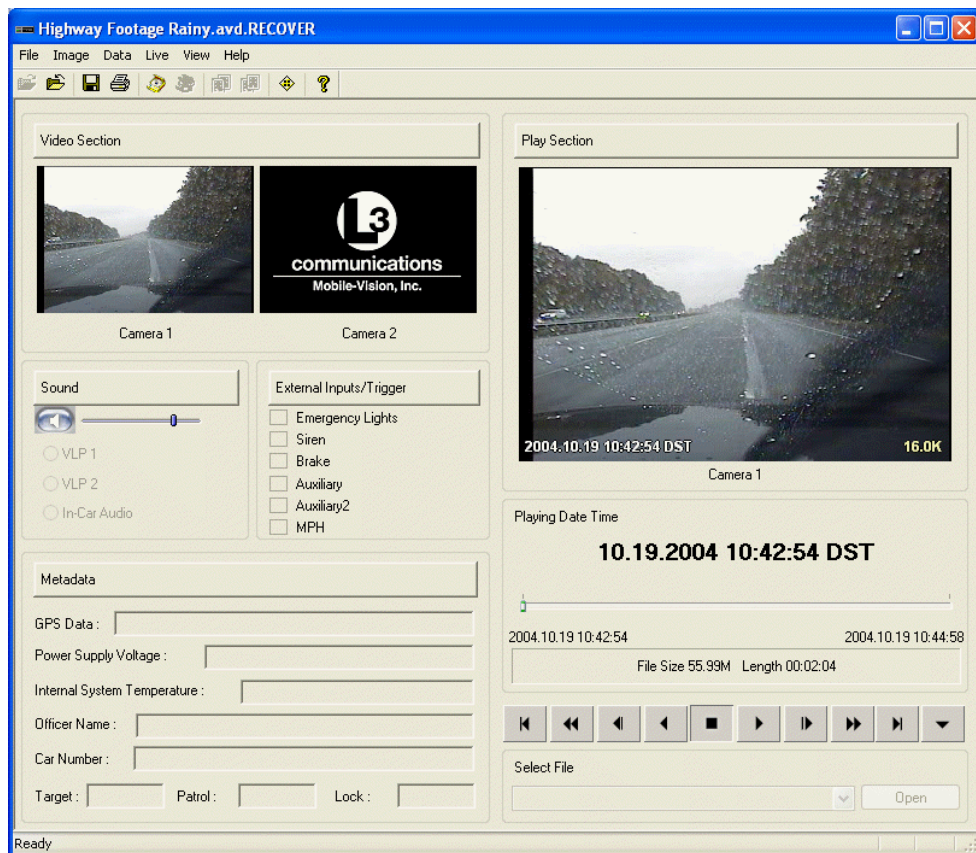 Highway Footage Rainy.avd.RECOVER
File Image Data Live View Help
Video Section
L3
communications
Mobile-Vision, Inc.
Camera 1
Camera 2
Sound
VLP 1
VLP 2
In-Car Audio
External Inputs/Trigger
Emergency Lights
Siren
Brake
Auxiliary
Auxiliary2
MPH
Metadata
GPS Data :
Power Supply Voltage :
Internal System Temperature :
Officer Name :
Car Number :
Target : Patrol : Lock :
Play Section
2004.10.19 10:42:54 DST 16.0K
Camera 1
Playing Date Time
10.19.2004 10:42:54 DST
2004.10.19 10:42:54 2004.10.19 10:44:58
File Size 55.99M Length 00:02:04
Select File
Open
Ready